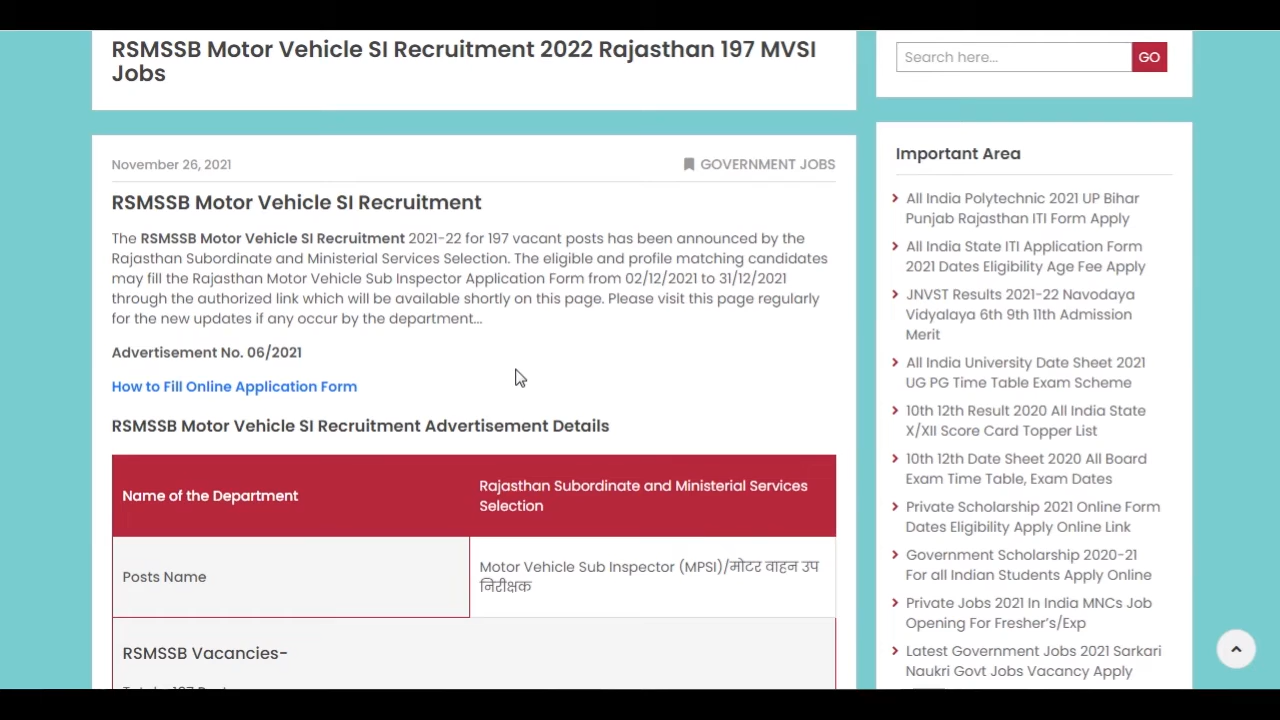 RSMSSB Motor Vehicle SI Recruitment 2022 Rajasthan 197 MVSI
Jobs
November 26, 2021
GOVERNMENT JOBS
RSMSSB Motor Vehicle SI Recruitment
The RSMSSB Motor Vehicle SI Recruitment 2021-22 for 197 vacant posts has been announced by the
Rajasthan Subordinate and Ministerial Services Selection. The eligible and profile matching candidates
may fill the Rajasthan Motor Vehicle Sub Inspector Application Form from 02/12/2021 to 31/12/2021
through the authorized link which will be available shortly on this page. Please visit this page regularly
for the new updates if any occur by the department...
Advertisement No. 06/2021
How to Fill Online Application Form
RSMSSB Motor Vehicle SI Recruitment Advertisement Details
Name of the Department
Rajasthan Subordinate and Ministerial Services
Selection
Posts Name
Motor Vehicle Sub Inspector (MPSI)/मोटर वाहन उप
निरीक्षक
RSMSSB Vacancies-
Search here...
GO
Important Area
All India Polytechnic 2021 UP Bihar
Punjab Rajasthan ITI Form Apply
All India State ITI Application Form
2021 Dates Eligibility Age Fee Apply
JNVST Results 2021-22 Navodaya
Vidyalaya 6th 9th 11th Admission
Merit
All India University Date Sheet 2021
UG PG Time Table Exam Scheme
10th 12th Result 2020 All India State
X/XII Score Card Topper List
10th 12th Date Sheet 2020 All Board
Exam Time Table, Exam Dates
Private Scholarship 2021 Online Form
Dates Eligibility Apply Online Link
Government Scholarship 2020-21
For all Indian Students Apply Online
Private Jobs 2021 In India MNCs Job
Opening For Fresher's/Exp
Latest Government Jobs 2021 Sarkari
Naukri Govt Jobs Vacancy Apply